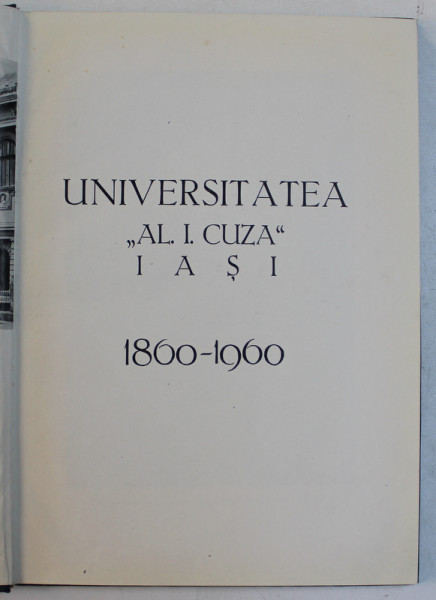 UNIVERSITATEA
„AL. I. CUZA“
IAȘI
1860-1960